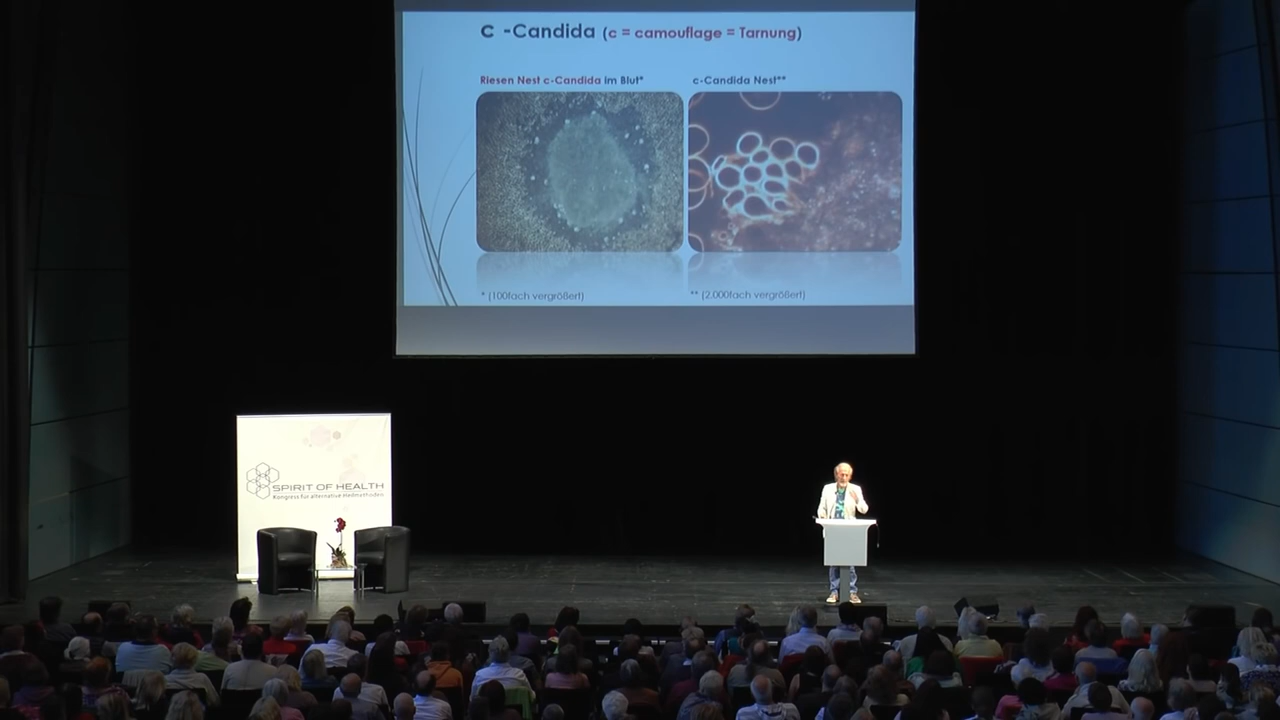 c -Candida (c = camouflage = Tarnung)
Riesen Nest c-Candida im Blut*
c-Candida Nest**
* (100fach vergrößert)
** (2.000fach vergrößert)
SPIRIT OF HEALTH
Kongress für alternative Heilmethoden